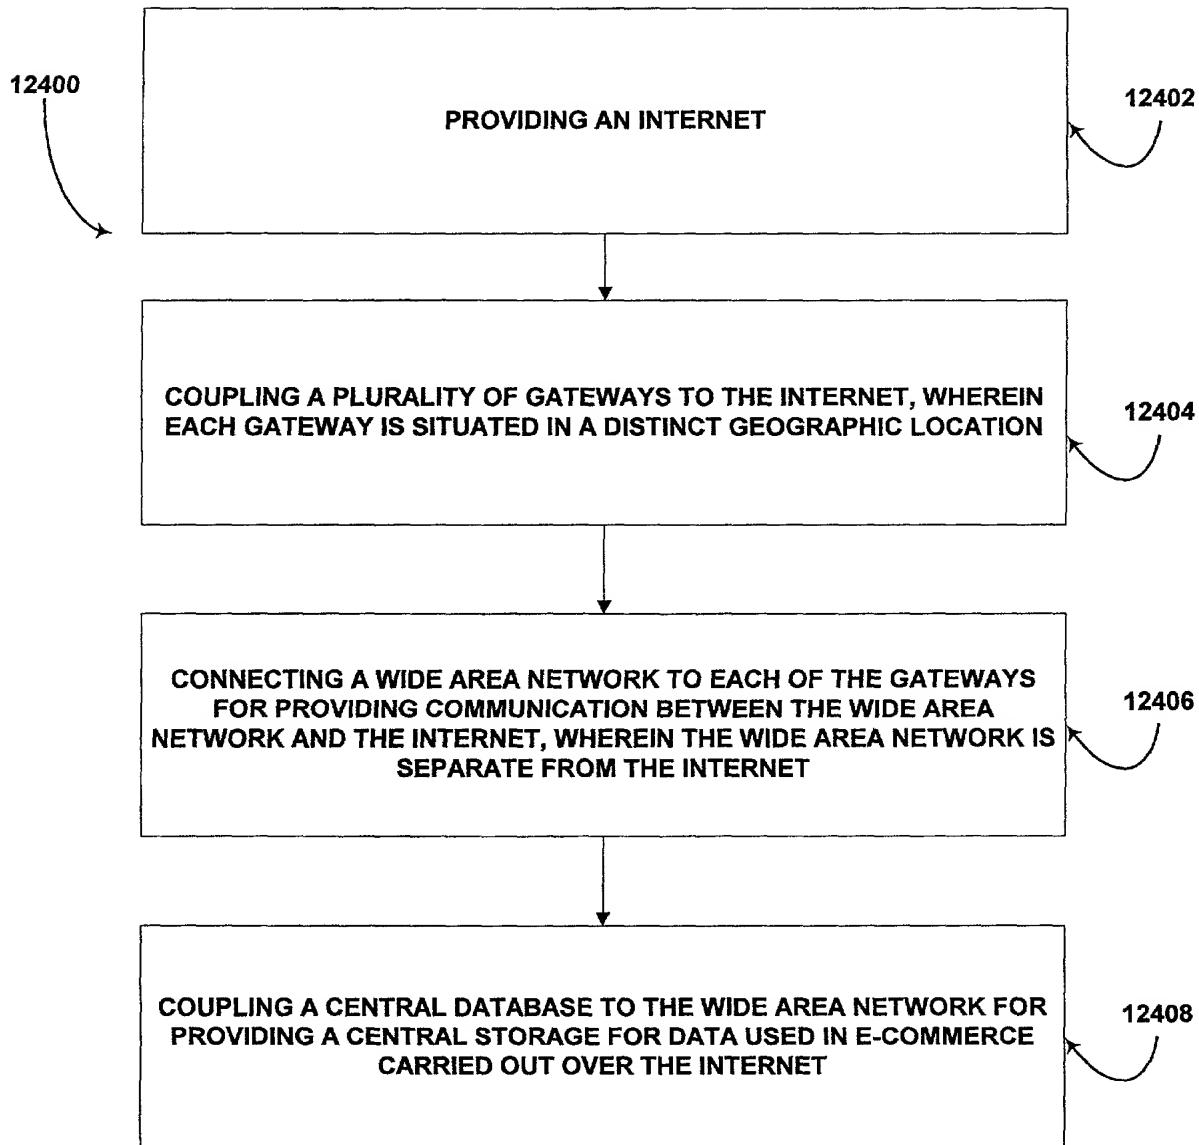 12400
PROVIDING AN INTERNET
12402
COUPLING A PLURALITY OF GATEWAYS TO THE INTERNET, WHEREIN
EACH GATEWAY IS SITUATED IN A DISTINCT GEOGRAPHIC LOCATION
12404
CONNECTING A WIDE AREA NETWORK TO EACH OF THE GATEWAYS
FOR PROVIDING COMMUNICATION BETWEEN THE WIDE AREA
NETWORK AND THE INTERNET, WHEREIN THE WIDE AREA NETWORK IS
SEPARATE FROM THE INTERNET
12406
COUPLING A CENTRAL DATABASE TO THE WIDE AREA NETWORK FOR
PROVIDING A CENTRAL STORAGE FOR DATA USED IN E-COMMERCE
CARRIED OUT OVER THE INTERNET
12408